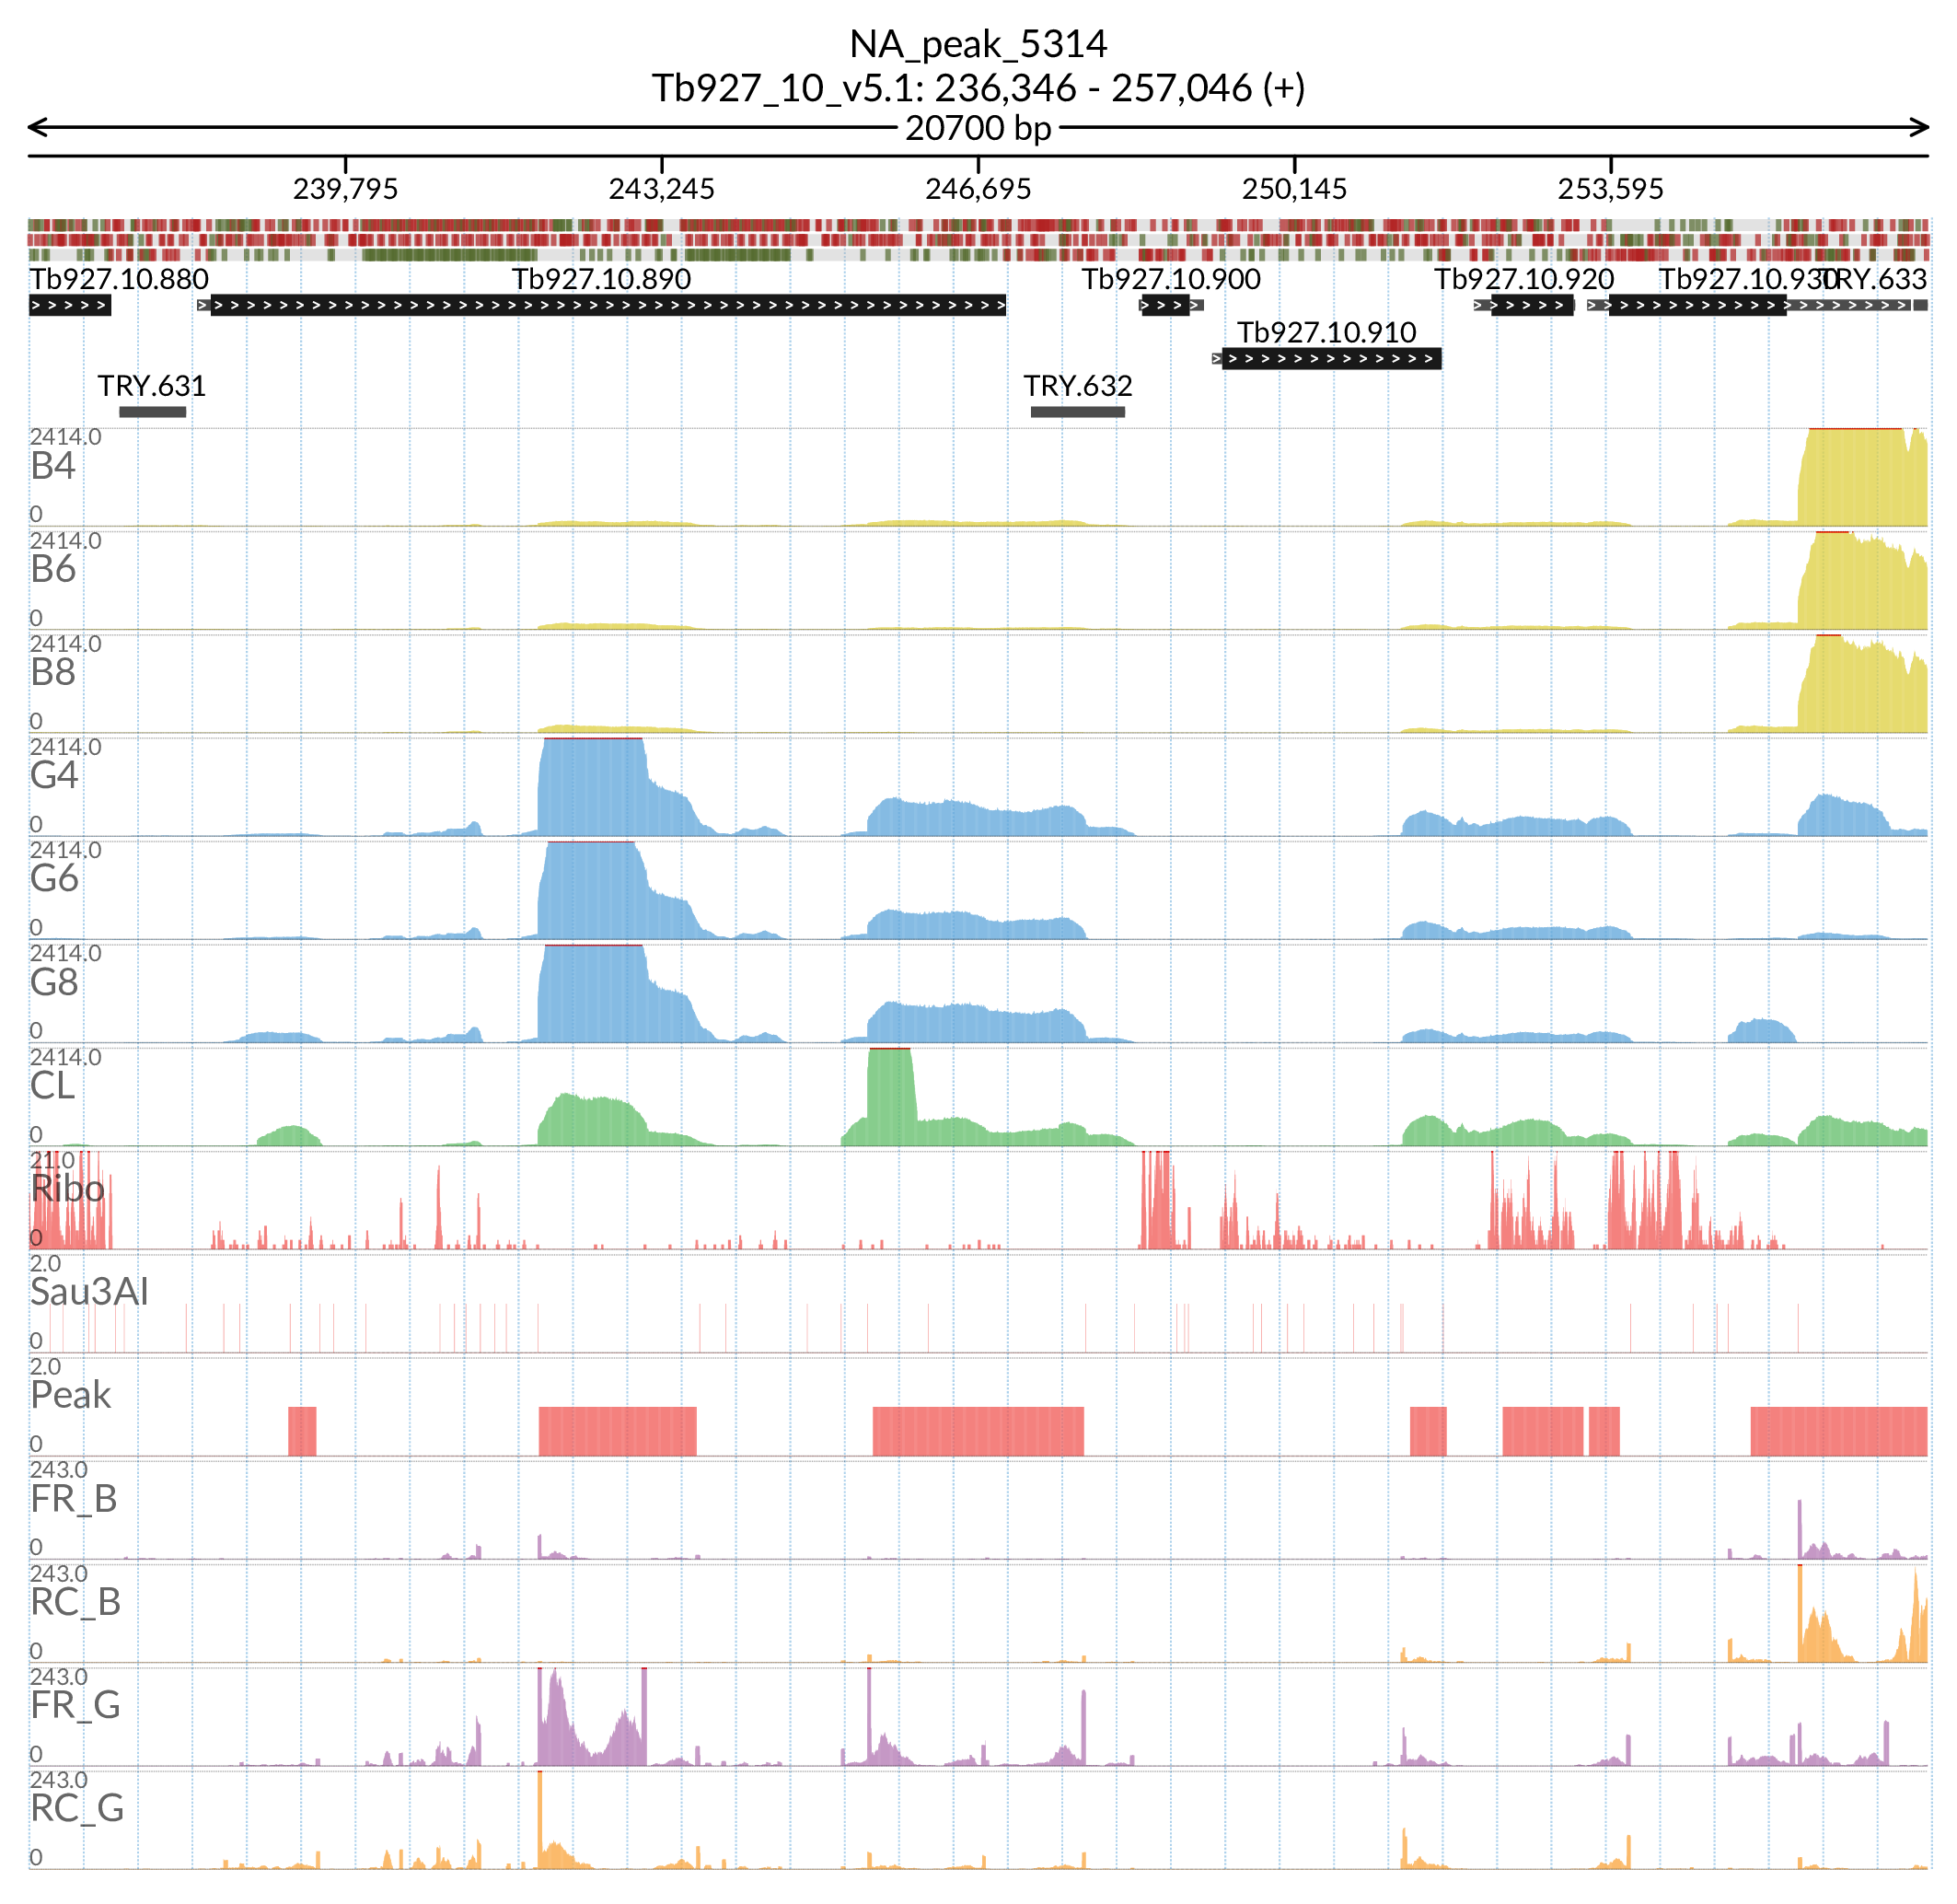 NA_peak_5314
Tb927_10_v5.1: 236,346 - 257,046 (+)
20700 bp
239,795 243,245 246,695 250,145 253,595
Tb927.10.880 Tb927.10.890 Tb927.10.900 Tb927.10.920 Tb927.10.930 TRY.633
Tb927.10.910
TRY.631 TRY.632
2414.0
B4
0
2414.0
B6
0
2414.0
B8
0
2414.0
G4
0
2414.0
G6
0
2414.0
G8
0
2414.0
CL
0
21.0
Ribo
0
2.0
Sau3AI
0
2.0
Peak
0
243.0
FR_B
0
243.0
RC_B
0
243.0
FR_G
0
243.0
RC_G
0